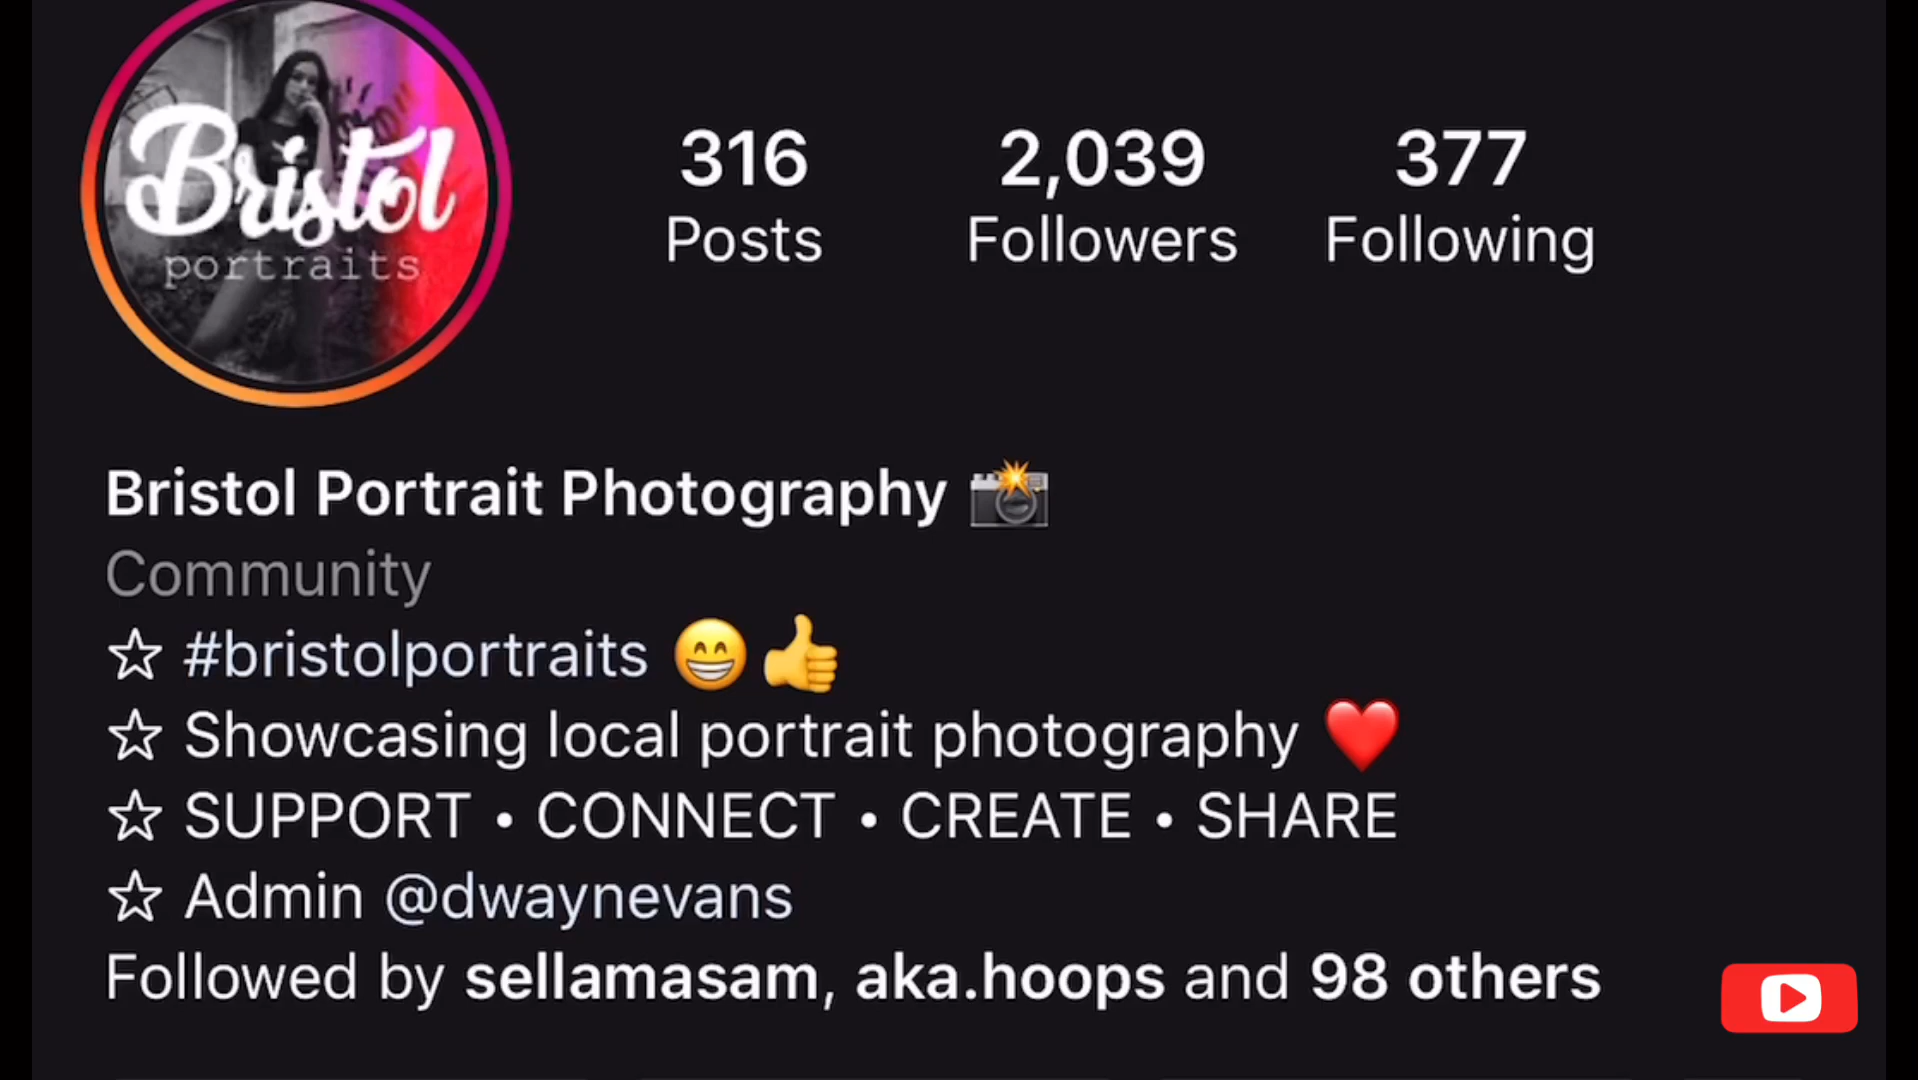 Bristol
portraits
316 2,039 377
Posts Followers Following
Bristol Portrait Photography 📸
Community
☆ #bristolportraits 😁👍
☆ Showcasing local portrait photography ❤️
☆ SUPPORT • CONNECT • CREATE • SHARE
☆ Admin @dwaynevans
Followed by sellamasam, aka.hoops and 98 others